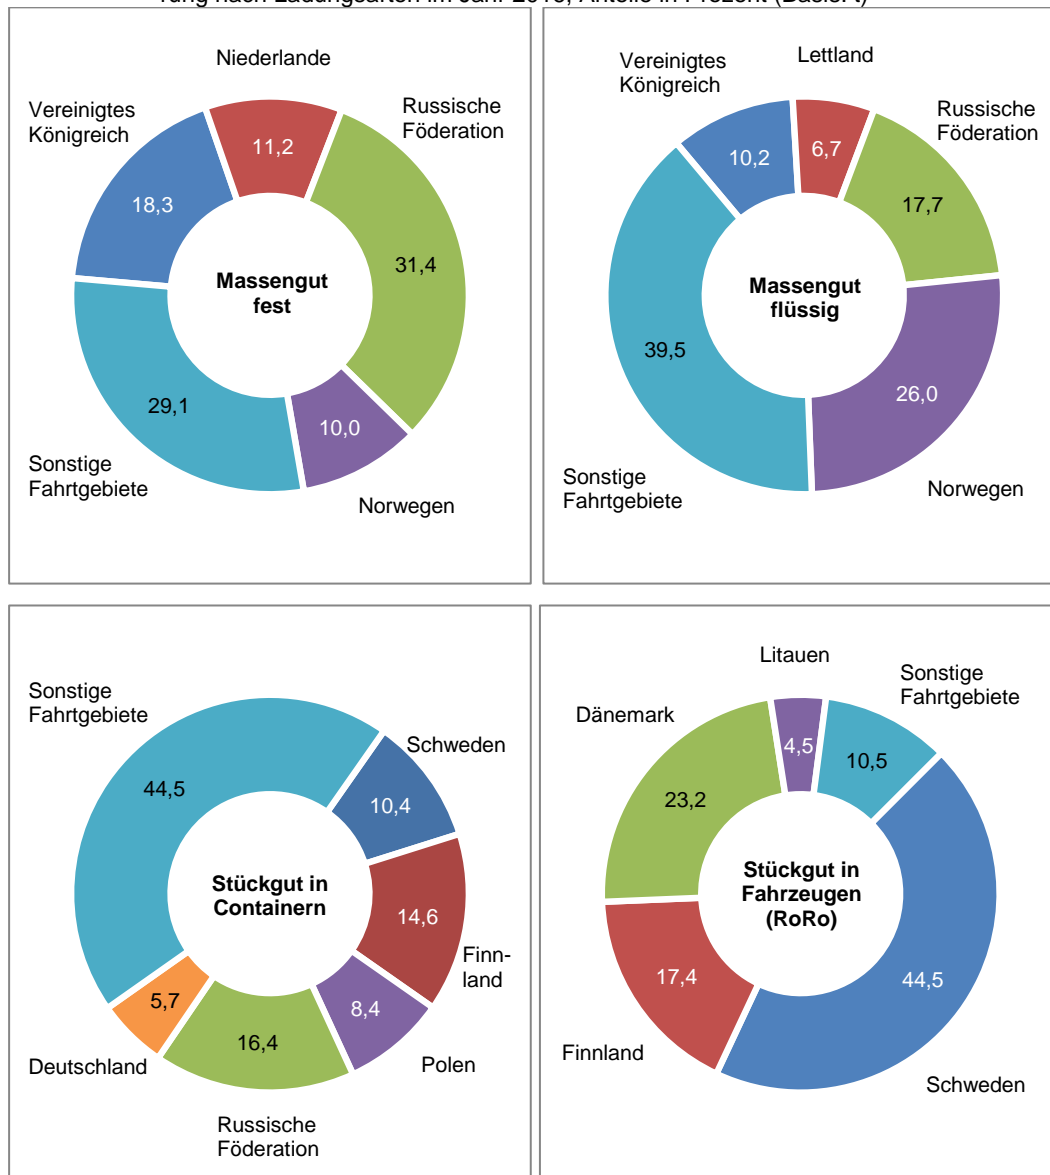 Niederlande
Vereinigtes
Königreich
Russische
Föderation
11,2
18,3
31,4
Massengut
fest
29,1
10,0
Sonstige
Fahrtgebiete
Norwegen
Vereinigtes
Königreich
Lettland
Russische
Föderation
10,2
6,7
17,7
Massengut
flüssig
39,5
26,0
Sonstige
Fahrtgebiete
Norwegen
Sonstige
Fahrtgebiete
Schweden
44,5
10,4
Stückgut in
Containern
14,6
Finn-
land
5,7
8,4
16,4
Deutschland
Polen
Russische
Föderation
Litauen
Sonstige
Fahrtgebiete
Dänemark
4,5
10,5
23,2
Stückgut in
Fahrzeugen
(RoRo)
17,4
44,5
Finnland
Schweden